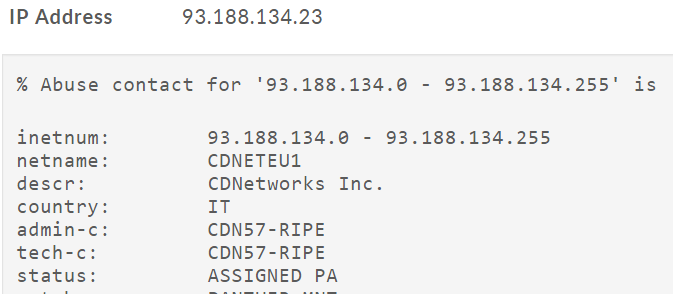 IP Address 93.188.134.23
% Abuse contact for '93.188.134.0 - 93.188.134.255' is
inetnum: 93.188.134.0 - 93.188.134.255
netname: CDNETEU1
descr: CDNetworks Inc.
country: IT
admin-c: CDN57-RIPE
tech-c: CDN57-RIPE
status: ASSIGNED PA